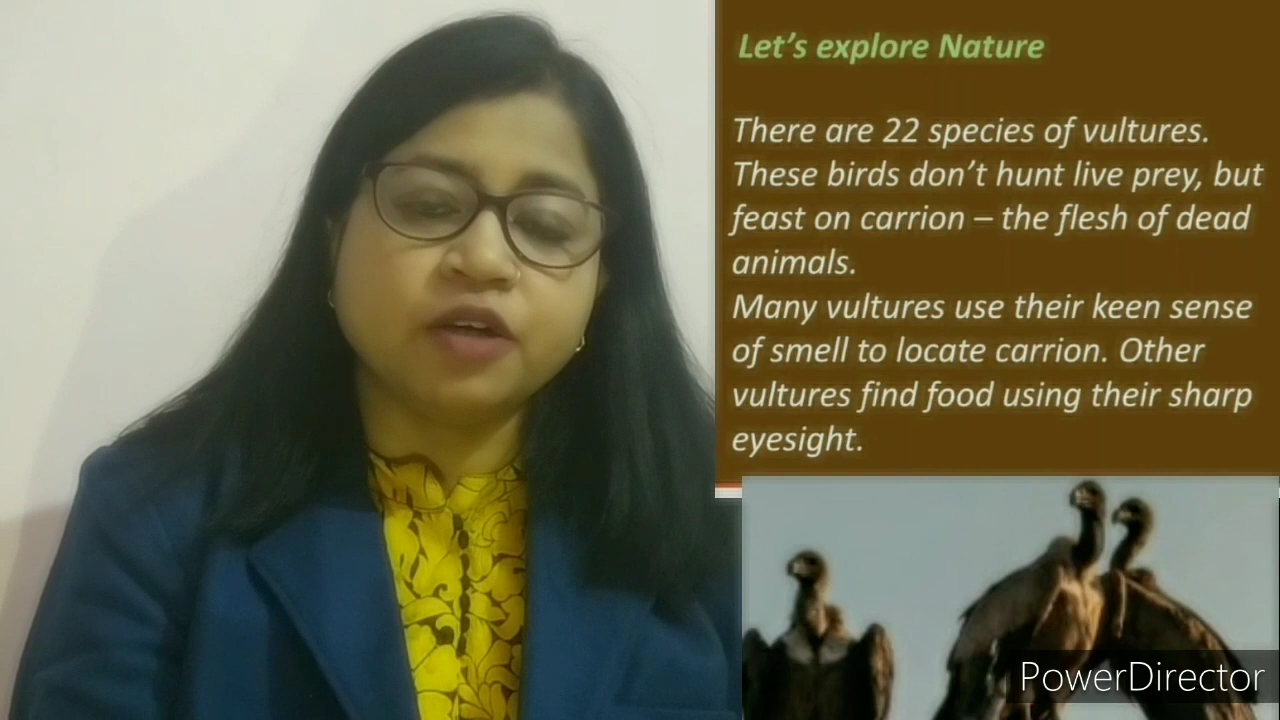 Let's explore Nature
There are 22 species of vultures.
These birds don't hunt live prey, but
feast on carrion – the flesh of dead
animals.
Many vultures use their keen sense
of smell to locate carrion. Other
vultures find food using their sharp
eyesight.
PowerDirector